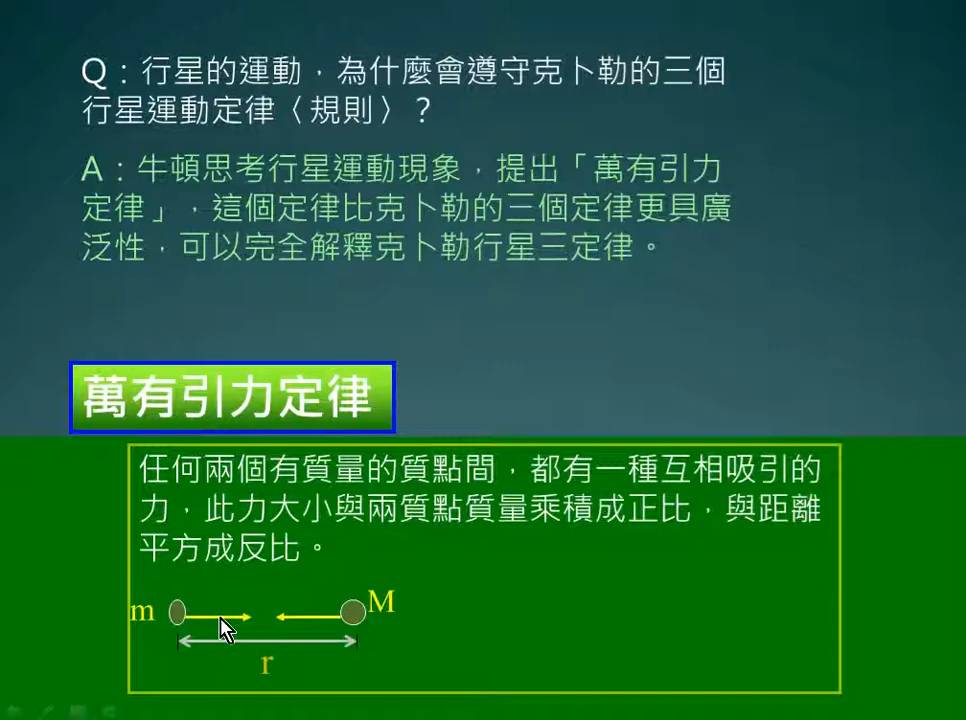 Q：行星的運動，為什麼會遵守克卜勒的三個
行星運動定律〈規則〉？
A：牛頓思考行星運動現象，提出「萬有引力
定律」，這個定律比克卜勒的三個定律更具廣
泛性，可以完全解釋克卜勒行星三定律。
萬有引力定律
任何兩個有質量的質點間，都有一種互相吸引的
力，此力大小與兩質點質量乘積成正比，與距離
平方成反比。
m M
r